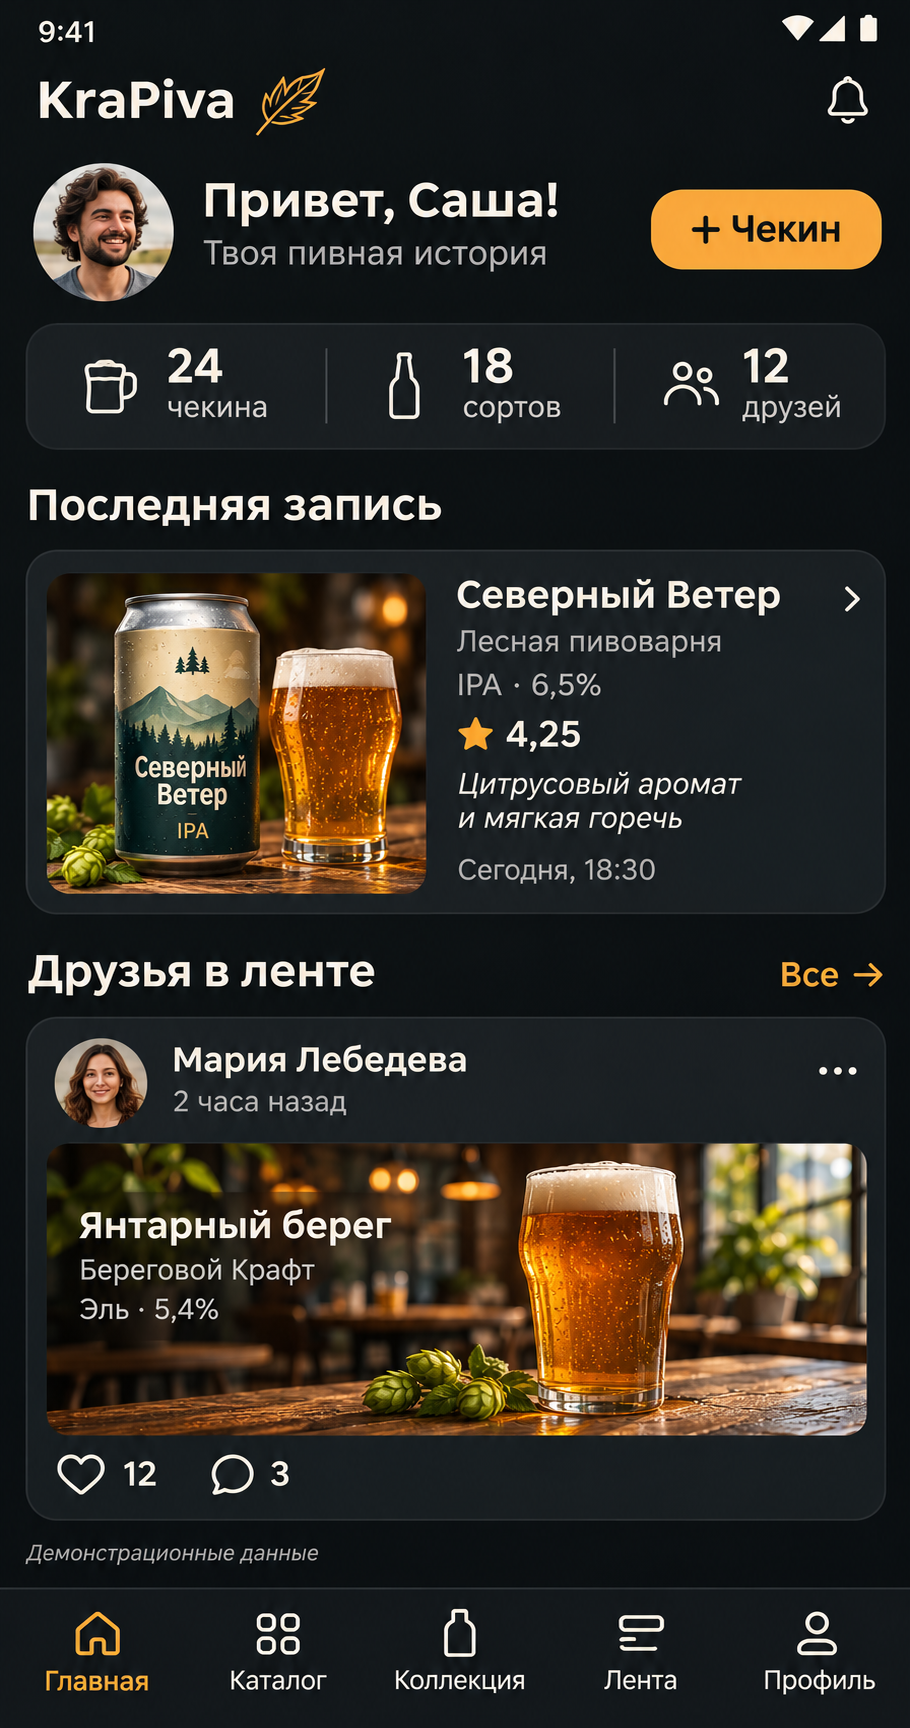 9:41
KraPiva
Привет, Саша!
Твоя пивная история
+ Чекин
24
чекина
18
сортов
12
друзей
Последняя запись
Северный
Ветер
IPA
Северный Ветер
Лесная пивоварня
IPA · 6,5%
4,25
Цитрусовый аромат
и мягкая горечь
Сегодня, 18:30
Друзья в ленте
Все →
Мария Лебедева
2 часа назад
Янтарный берег
Береговой Крафт
Эль · 5,4%
12
3
Демонстрационные данные
Главная
Каталог
Коллекция
Лента
Профиль